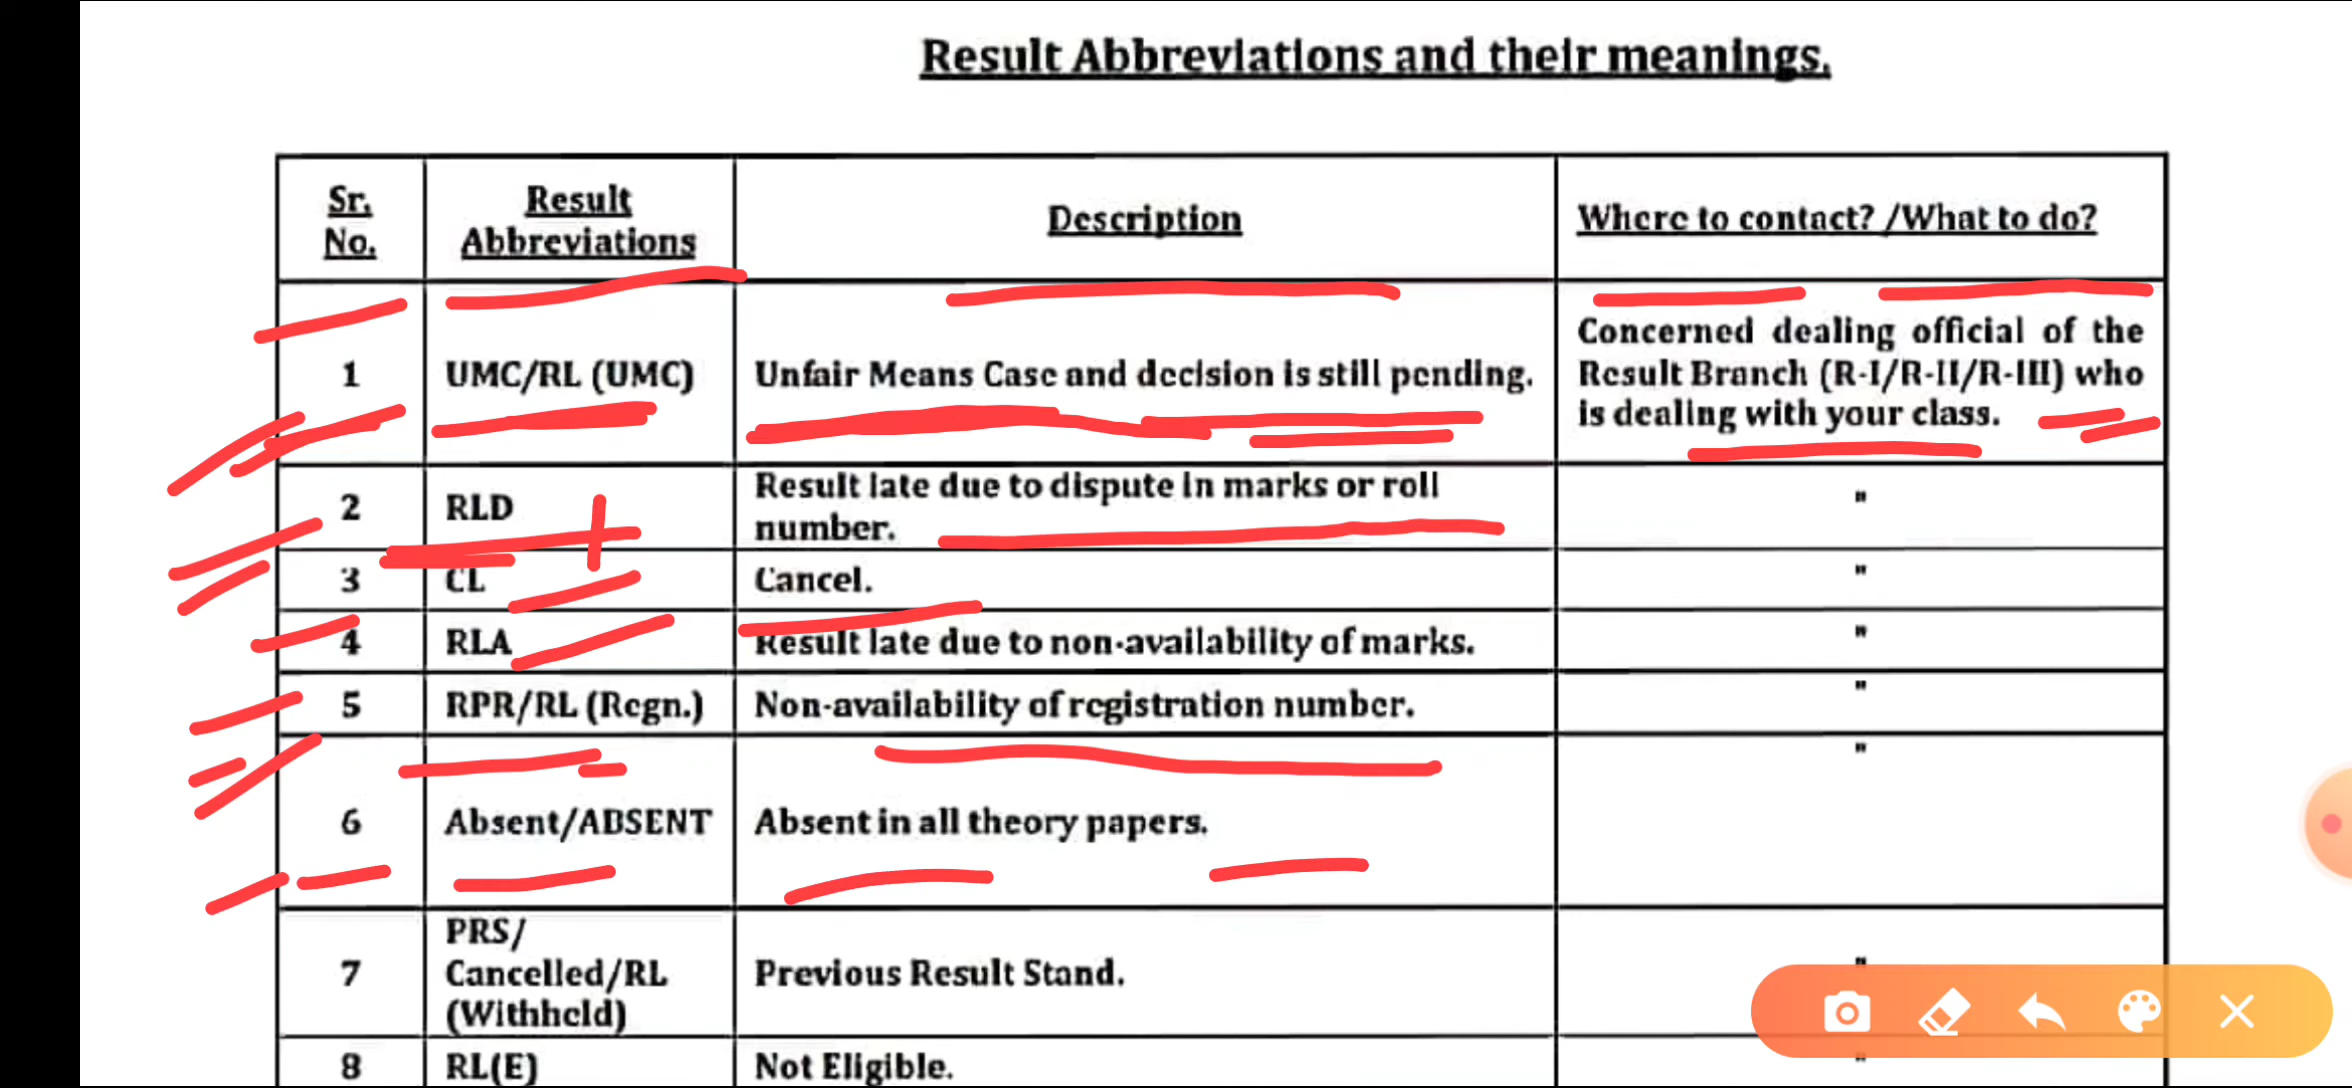 Result Abbreviations and their meanings.
Sr. No.
Result Abbreviations
Description
Where to contact? /What to do?
1
UMC/RL (UMC)
Unfair Means Case and decision is still pending.
Concerned dealing official of the
Result Branch (R-I/R-II/R-III) who
is dealing with your class.
2
RLD
Result late due to dispute in marks or roll
number.
"
3
CL
Cancel.
"
4
RLA
Result late due to non-availability of marks.
"
5
RPR/RL (Regn.)
Non-availability of registration number.
"
6
Absent/ABSENT
Absent in all theory papers.
"
7
PRS/
Cancelled/RL
(Withheld)
Previous Result Stand.
"
8
RL(E)
Not Eligible.
"